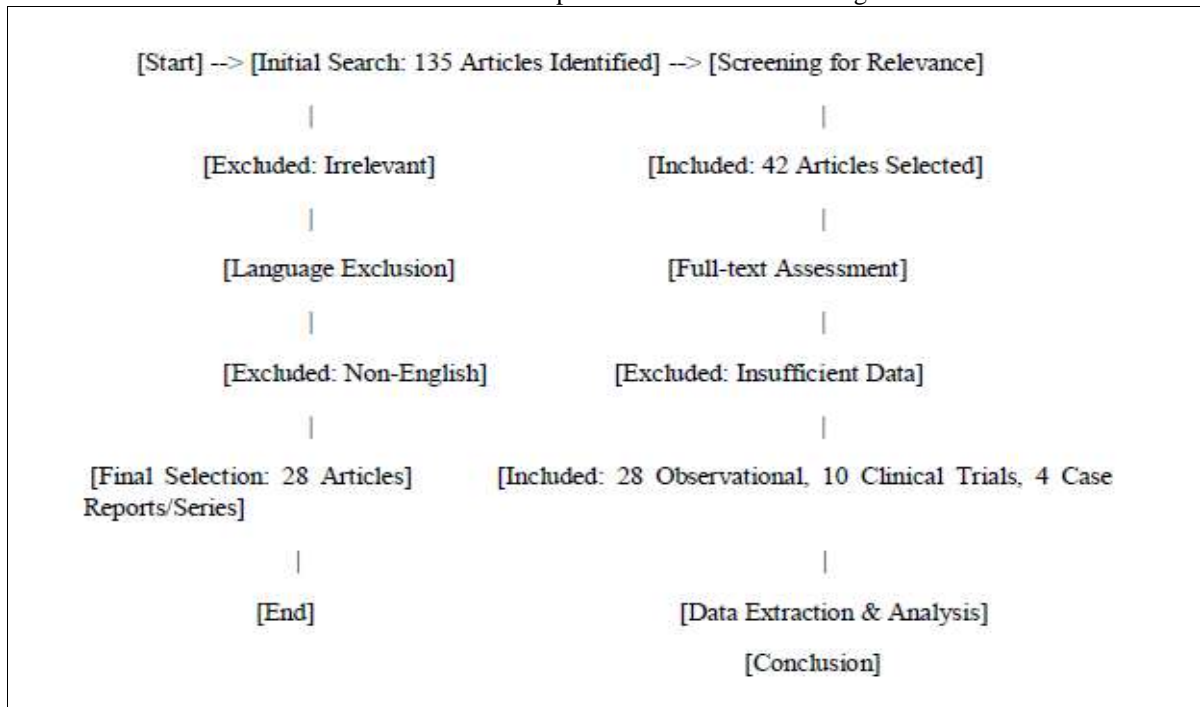 [Start] --> [Initial Search: 135 Articles Identified] --> [Screening for Relevance]
|                |
[Excluded: Irrelevant]                [Included: 42 Articles Selected]
|                |
[Language Exclusion]                [Full-text Assessment]
|                |
[Excluded: Non-English]                [Excluded: Insufficient Data]
|                |
[Final Selection: 28 Articles]                [Included: 28 Observational, 10 Clinical Trials, 4 Case
Reports/Series]
|                |
[End]                [Data Extraction & Analysis]
[Conclusion]